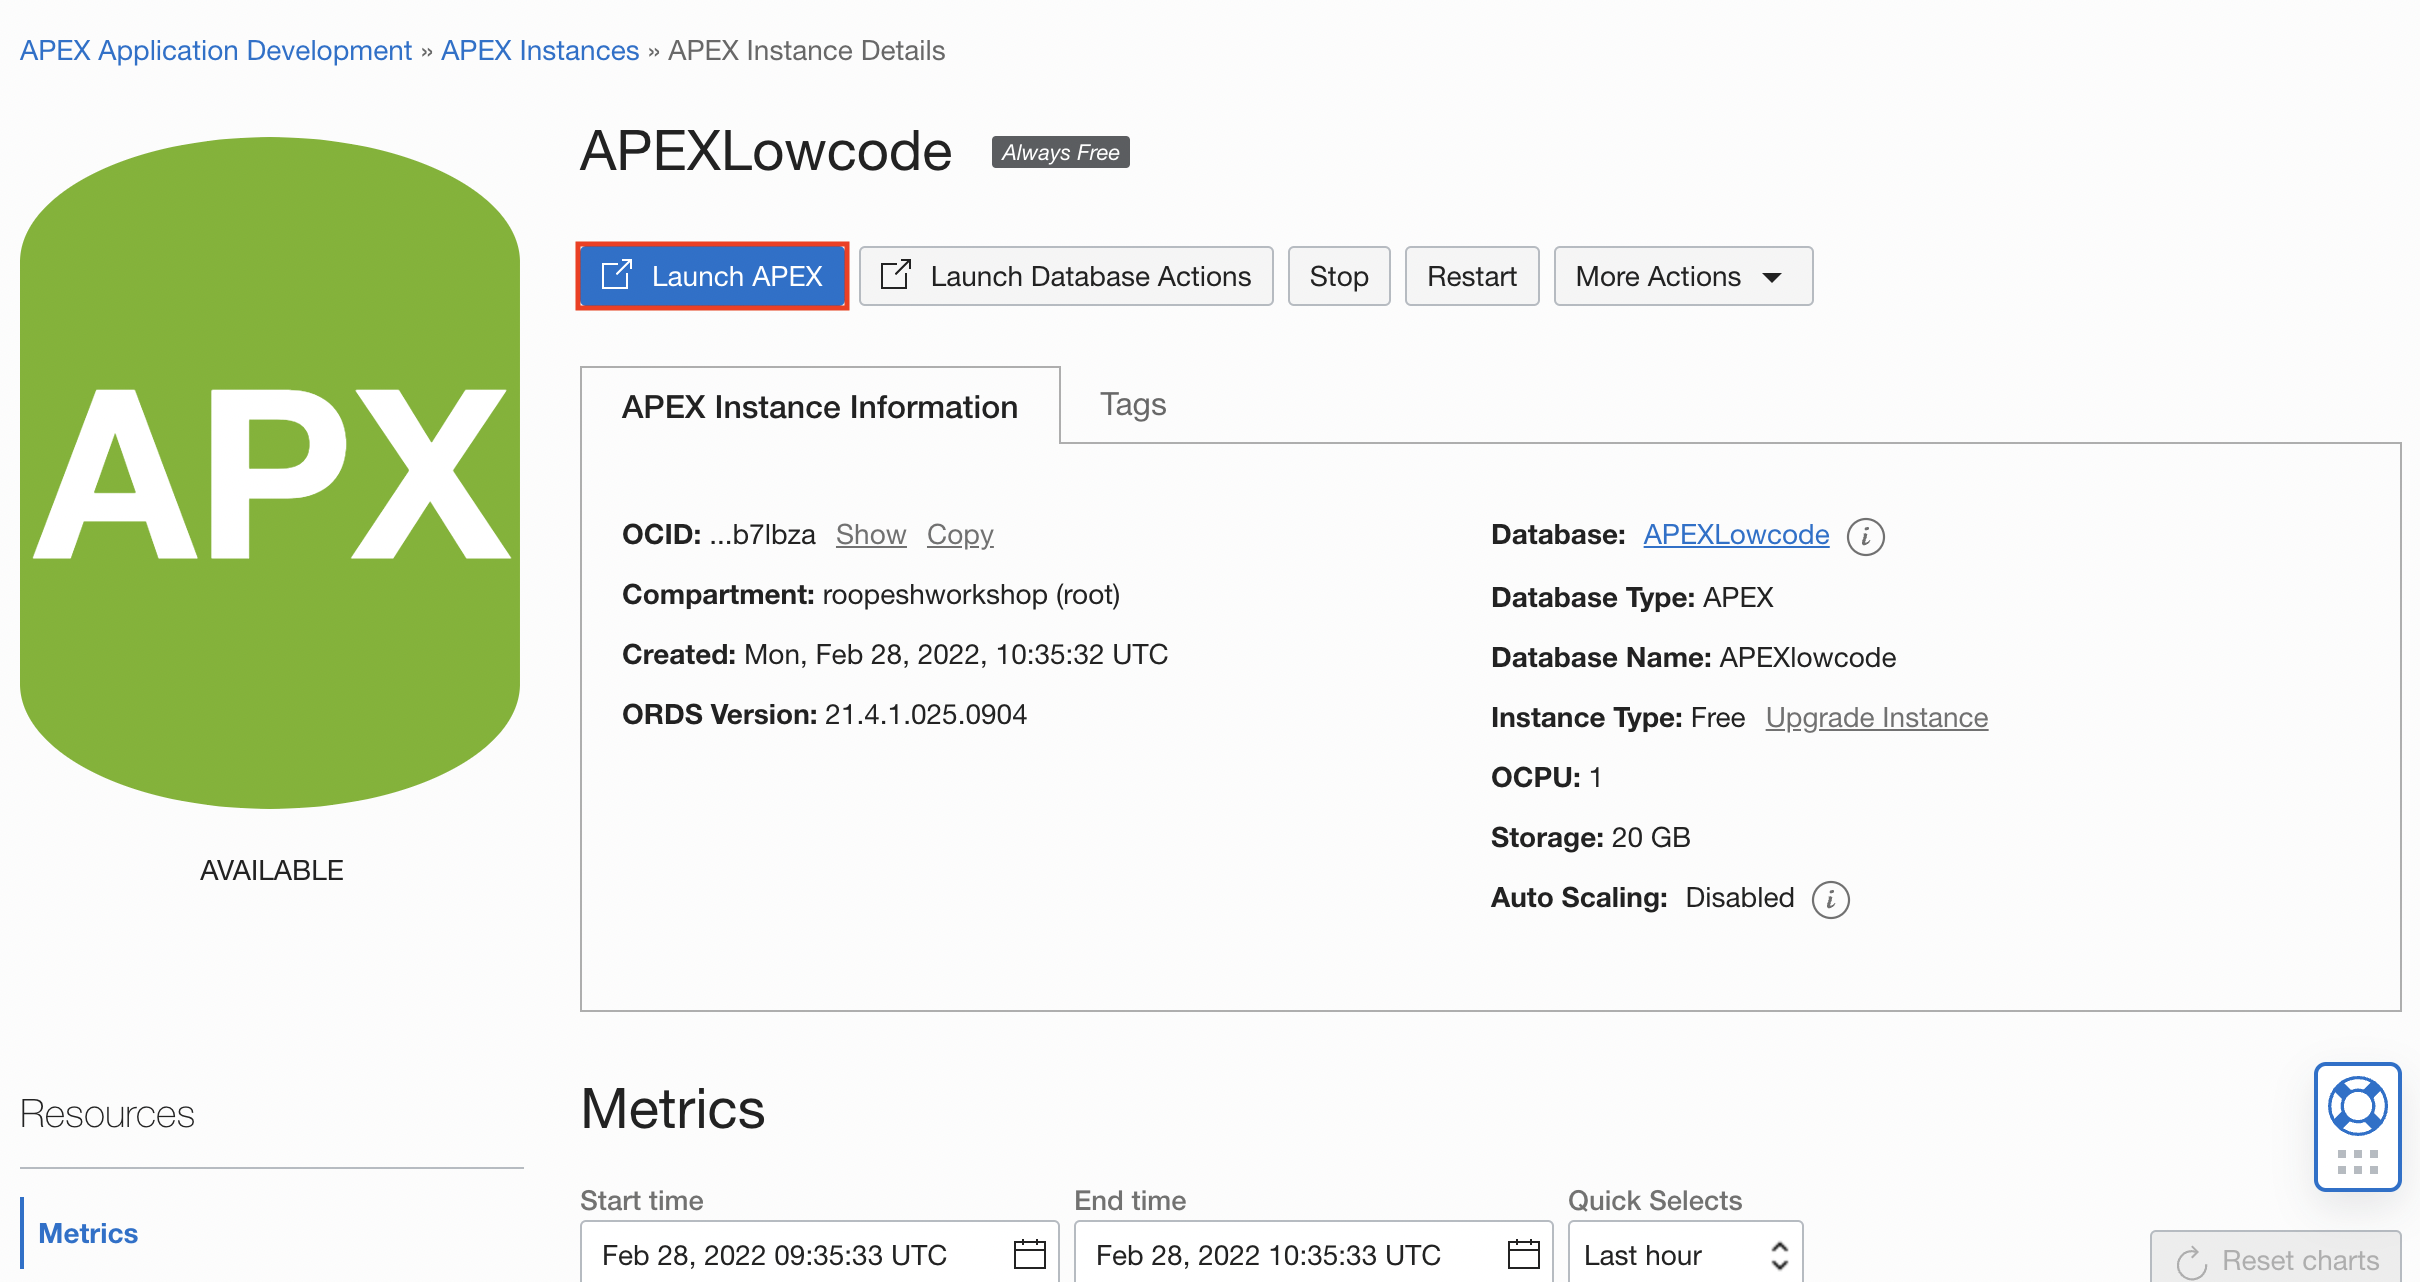 APEX Application Development » APEX Instances » APEX Instance Details
APEXLowcode Always Free
Launch APEX Launch Database Actions Stop Restart More Actions
APX
AVAILABLE
APEX Instance Information Tags
OCID: ...b7lbza Show Copy
Compartment: roopeshworkshop (root)
Created: Mon, Feb 28, 2022, 10:35:32 UTC
ORDS Version: 21.4.1.025.0904
Database: APEXLowcode i
Database Type: APEX
Database Name: APEXlowcode
Instance Type: Free Upgrade Instance
OCPU: 1
Storage: 20 GB
Auto Scaling: Disabled i
Resources
Metrics
Metrics
Start time End time Quick Selects
Feb 28, 2022 09:35:33 UTC Feb 28, 2022 10:35:33 UTC Last hour Reset charts